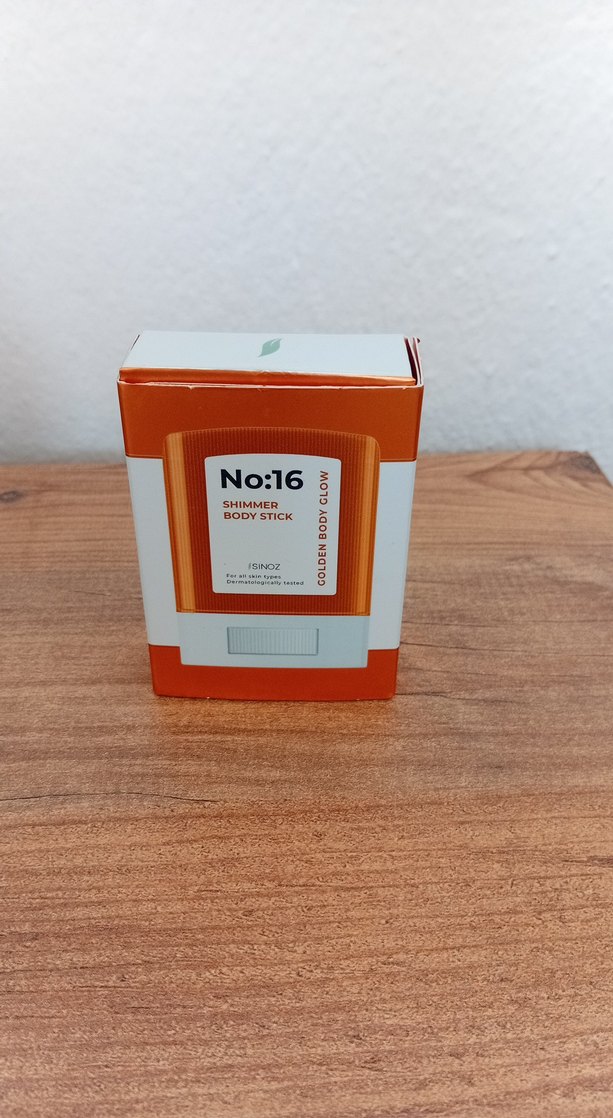 No:16
SHIMMER
BODY STICK
GOLDEN BODY GLOW
SiNOZ
For all skin types
Dermatologically tested